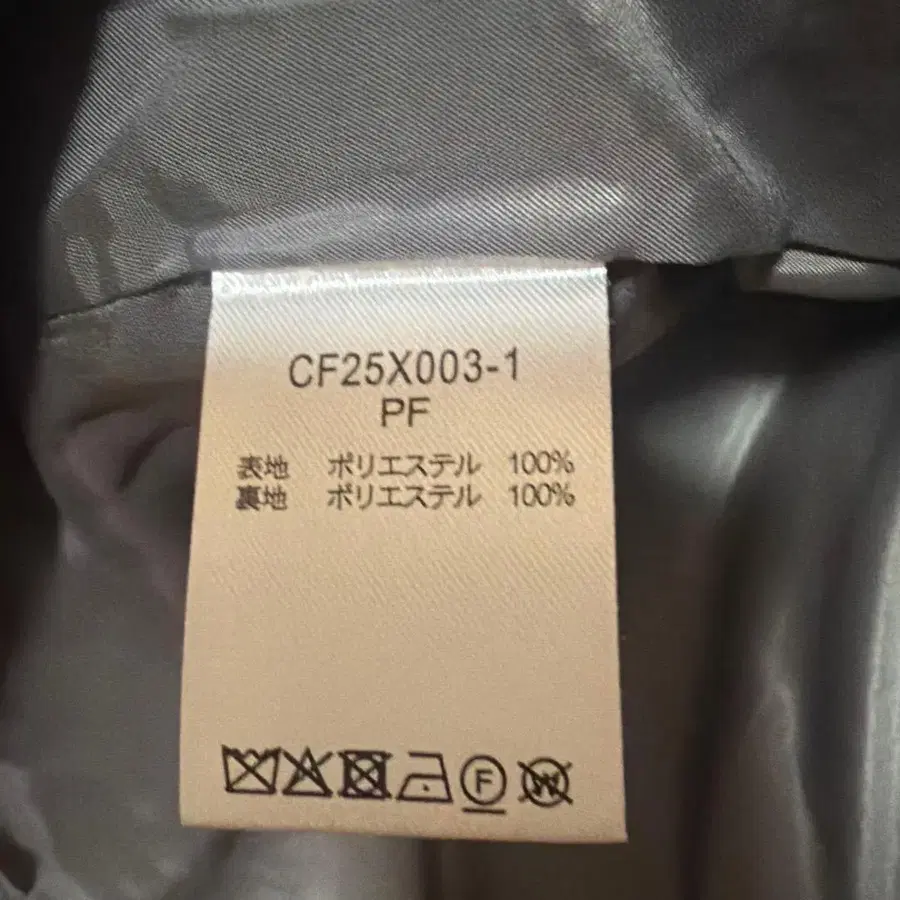 CF25X003-1
PF
表地 ポリエステル 100%
裏地 ポリエステル 100%
F W